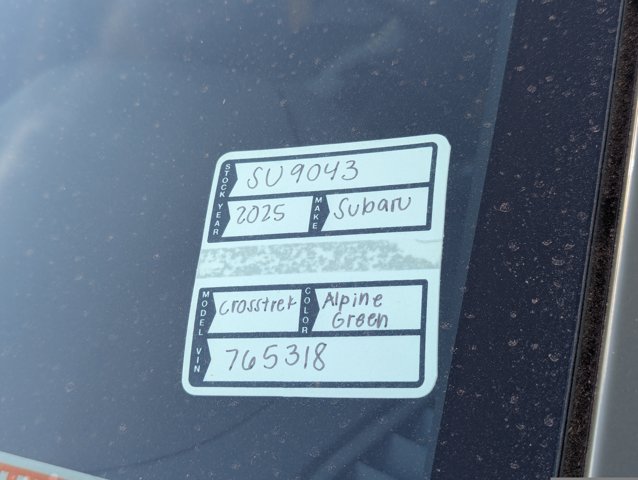 STOCK SU9043
YEAR 2025 MAKE Subaru
MODEL Crosstrek COLOR Alpine
Green
VIN 765318